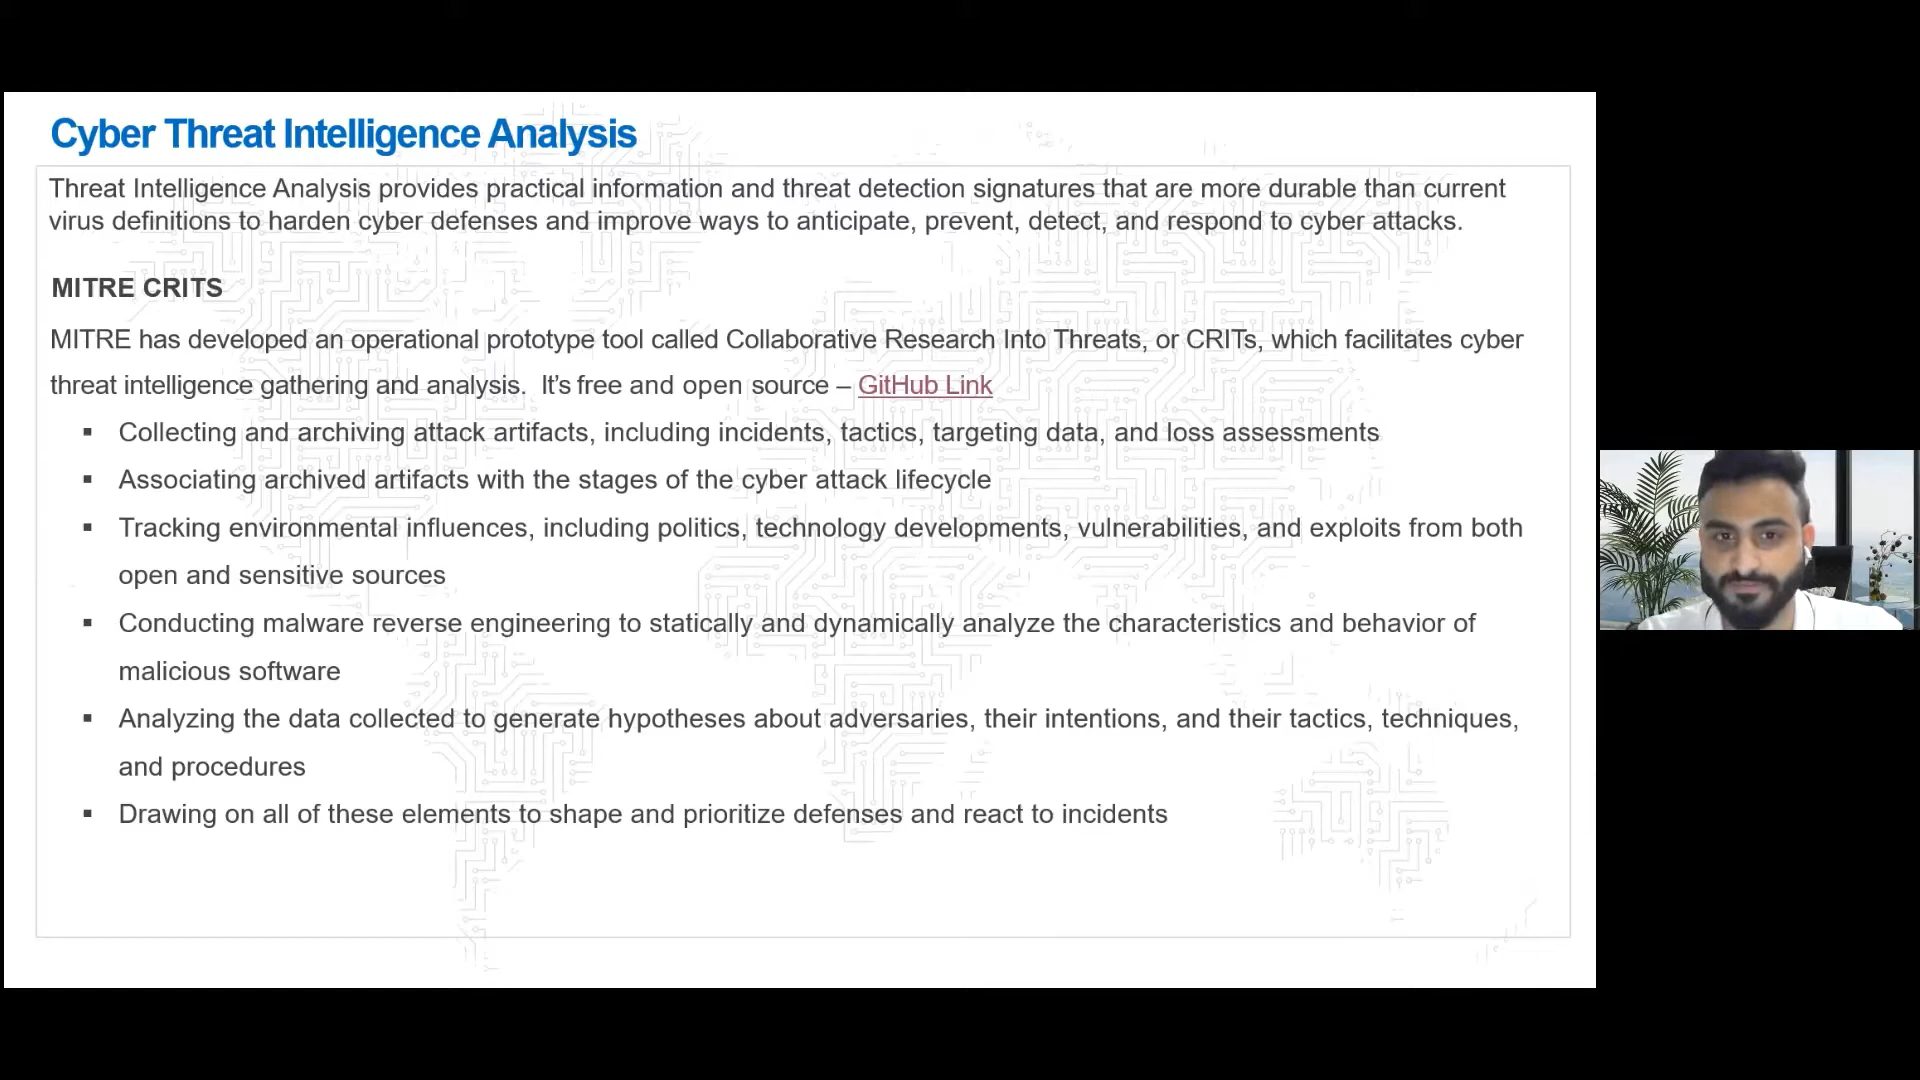 Cyber Threat Intelligence Analysis
Threat Intelligence Analysis provides practical information and threat detection signatures that are more durable than current
virus definitions to harden cyber defenses and improve ways to anticipate, prevent, detect, and respond to cyber attacks.
MITRE CRITS
MITRE has developed an operational prototype tool called Collaborative Research Into Threats, or CRITs, which facilitates cyber
threat intelligence gathering and analysis. It's free and open source – GitHub Link
▪ Collecting and archiving attack artifacts, including incidents, tactics, targeting data, and loss assessments
▪ Associating archived artifacts with the stages of the cyber attack lifecycle
▪ Tracking environmental influences, including politics, technology developments, vulnerabilities, and exploits from both
open and sensitive sources
▪ Conducting malware reverse engineering to statically and dynamically analyze the characteristics and behavior of
malicious software
▪ Analyzing the data collected to generate hypotheses about adversaries, their intentions, and their tactics, techniques,
and procedures
▪ Drawing on all of these elements to shape and prioritize defenses and react to incidents